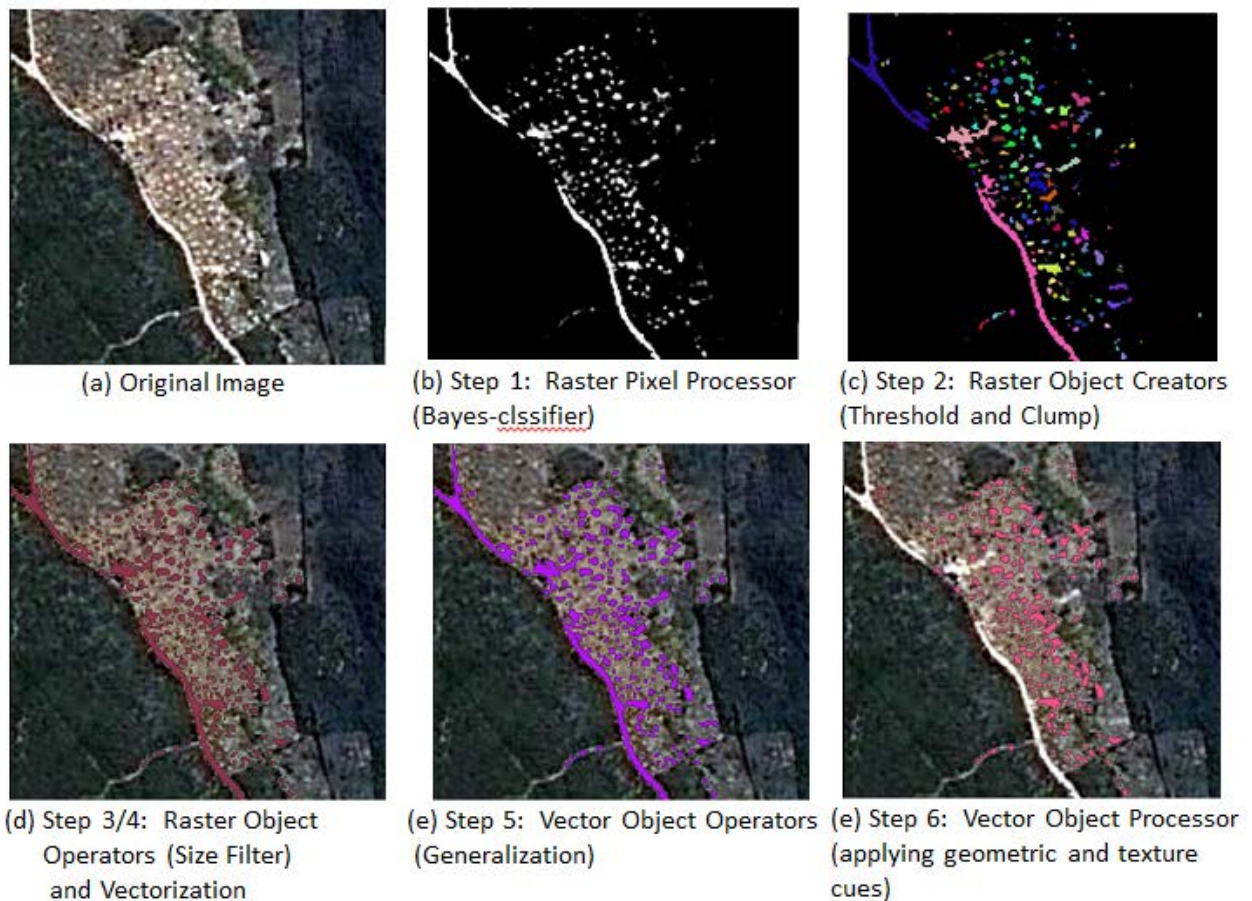 (a) Original Image
(b) Step 1: Raster Pixel Processor
(Bayes-clssifier)
(c) Step 2: Raster Object Creators
(Threshold and Clump)
(d) Step 3/4: Raster Object
Operators (Size Filter)
and Vectorization
(e) Step 5: Vector Object Operators
(Generalization)
(e) Step 6: Vector Object Processor
(applying geometric and texture
cues)